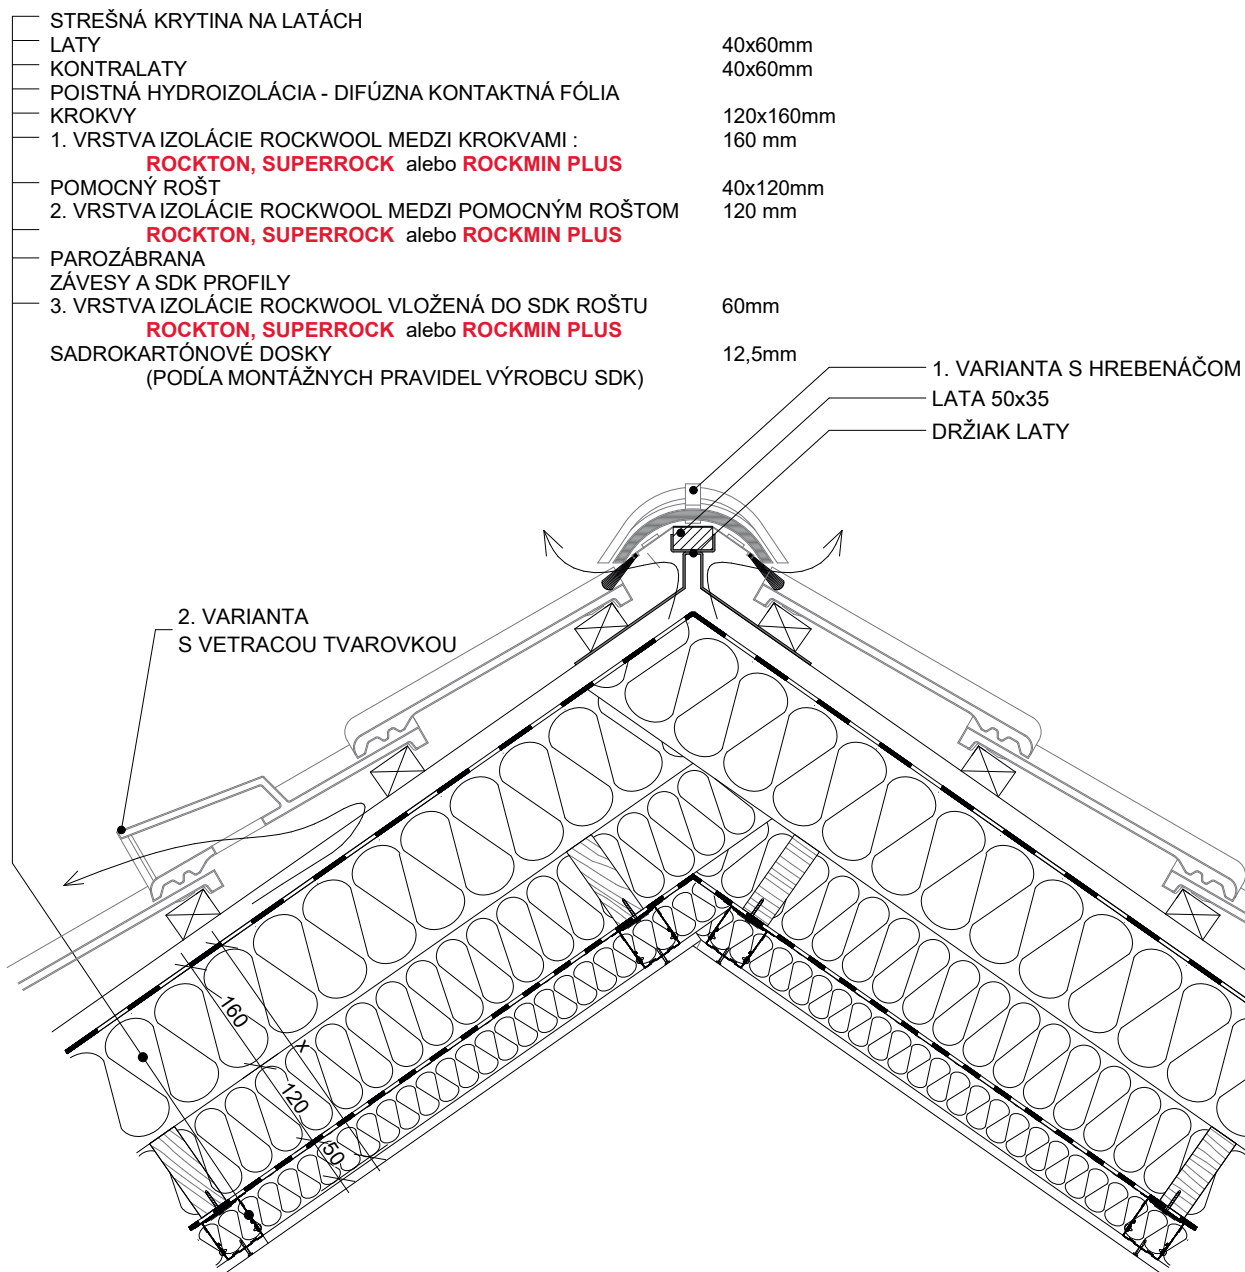 STREŠNÁ KRYTINA NA LATÁCH
LATY 40x60mm
KONTRALATY 40x60mm
POISTNÁ HYDROIZOLÁCIA - DIFÚZNA KONTAKTNÁ FÓLIA
KROKVY 120x160mm
1. VRSTVA IZOLÁCIE ROCKWOOL MEDZI KROKVAMI : 160 mm
ROCKTON, SUPERROCK alebo ROCKMIN PLUS
POMOCNÝ ROŠT 40x120mm
2. VRSTVA IZOLÁCIE ROCKWOOL MEDZI POMOCNÝM ROŠTOM 120 mm
ROCKTON, SUPERROCK alebo ROCKMIN PLUS
PAROZÁBRANA
ZÁVESY A SDK PROFILY
3. VRSTVA IZOLÁCIE ROCKWOOL VLOŽENÁ DO SDK ROŠTU 60mm
ROCKTON, SUPERROCK alebo ROCKMIN PLUS
SADROKARTÓNOVÉ DOSKY 12,5mm
(PODĹA MONTÁŽNYCH PRAVIDEL VÝROBCU SDK)
1. VARIANTA S HREBENÁČOM
LATA 50x35
DRŽIAK LATY
2. VARIANTA
S VETRACOU TVAROVKOU
160
x
120
50